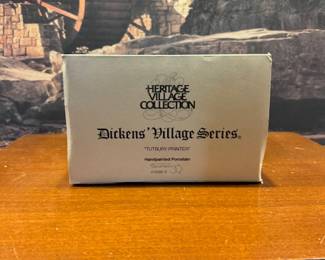 HERITAGE
VILLAGE
COLLECTION
Dickens' Village Series®
"TUTBURY PRINTER"
Handpainted Porcelain